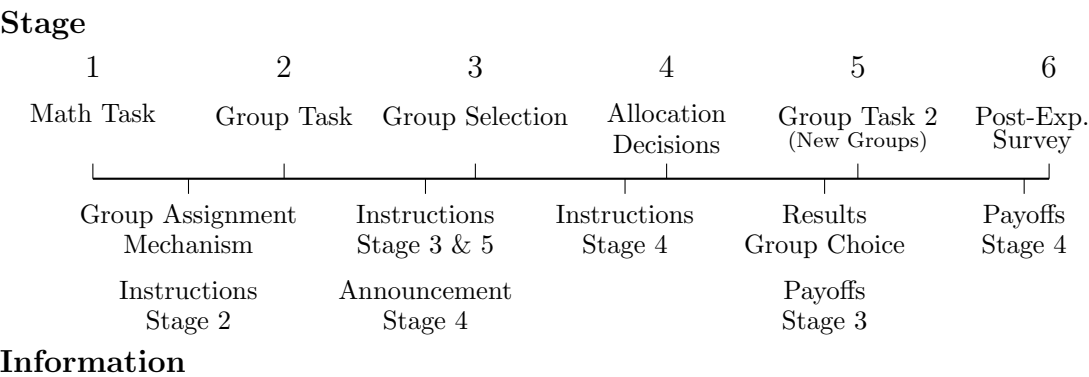 Stage
1 2 3 4 5 6
Math Task Group Task Group Selection Allocation Decisions Group Task 2 (New Groups) Post-Exp. Survey
Group Assignment Mechanism Instructions Stage 3 & 5 Instructions Stage 4 Results Group Choice Payoffs Stage 4
Instructions Stage 2 Announcement Stage 4 Payoffs Stage 3
Information